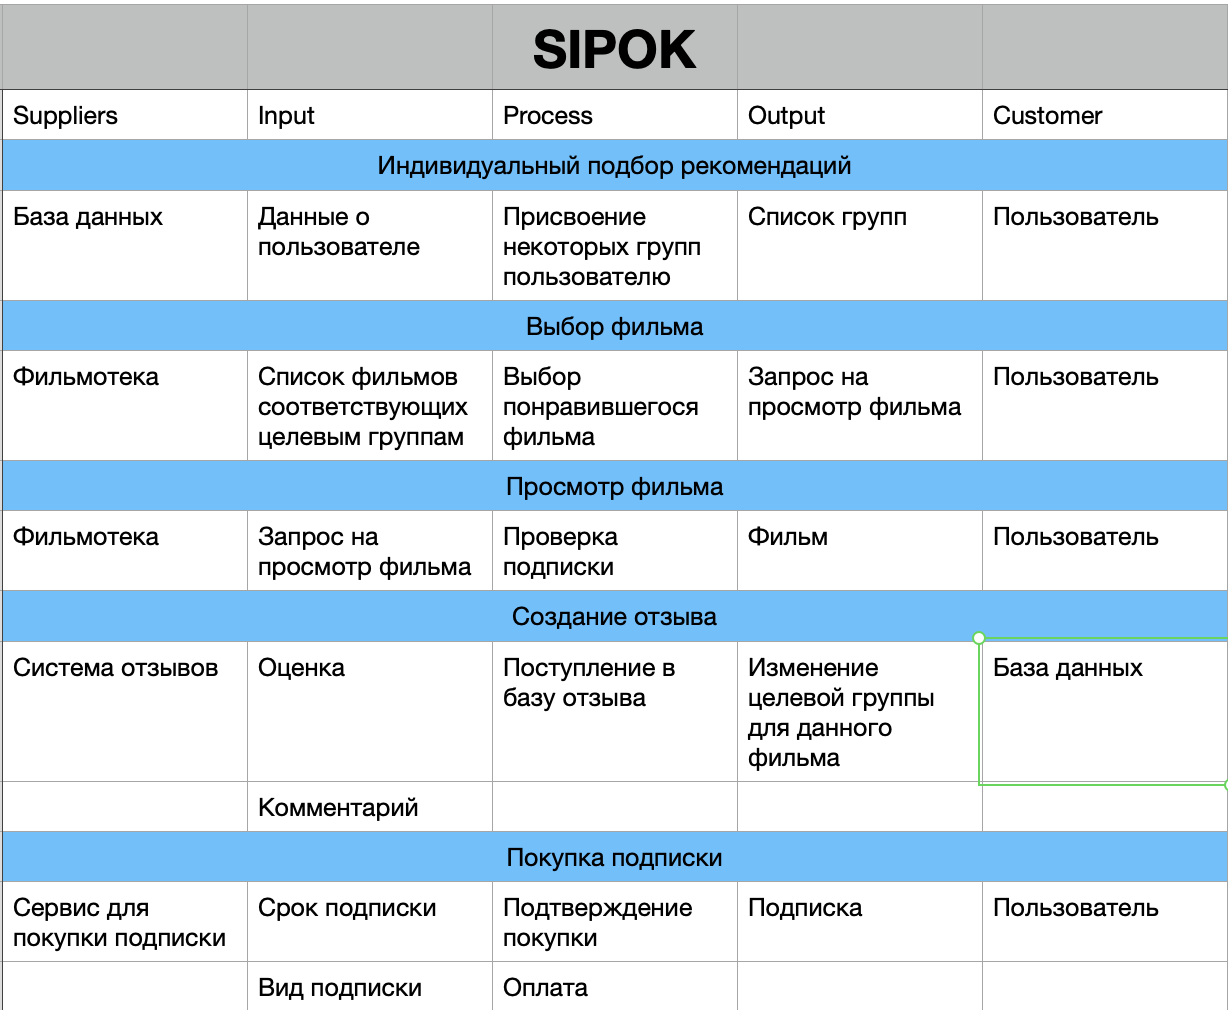 SIPOK
Suppliers
Input
Process
Output
Customer
Индивидуальный подбор рекомендаций
База данных
Данные о
пользователе
Присвоение
некоторых групп
пользователю
Список групп
Пользователь
Выбор фильма
Фильмотека
Список фильмов
соответствующих
целевым группам
Выбор
понравившегося
фильма
Запрос на
просмотр фильма
Пользователь
Просмотр фильма
Фильмотека
Запрос на
просмотр фильма
Проверка
подписки
Фильм
Пользователь
Создание отзыва
Система отзывов
Оценка
Поступление в
базу отзыва
Изменение
целевой группы
для данного
фильма
База данных
Комментарий
Покупка подписки
Сервис для
покупки подписки
Срок подписки
Подтверждение
покупки
Подписка
Пользователь
Вид подписки
Оплата